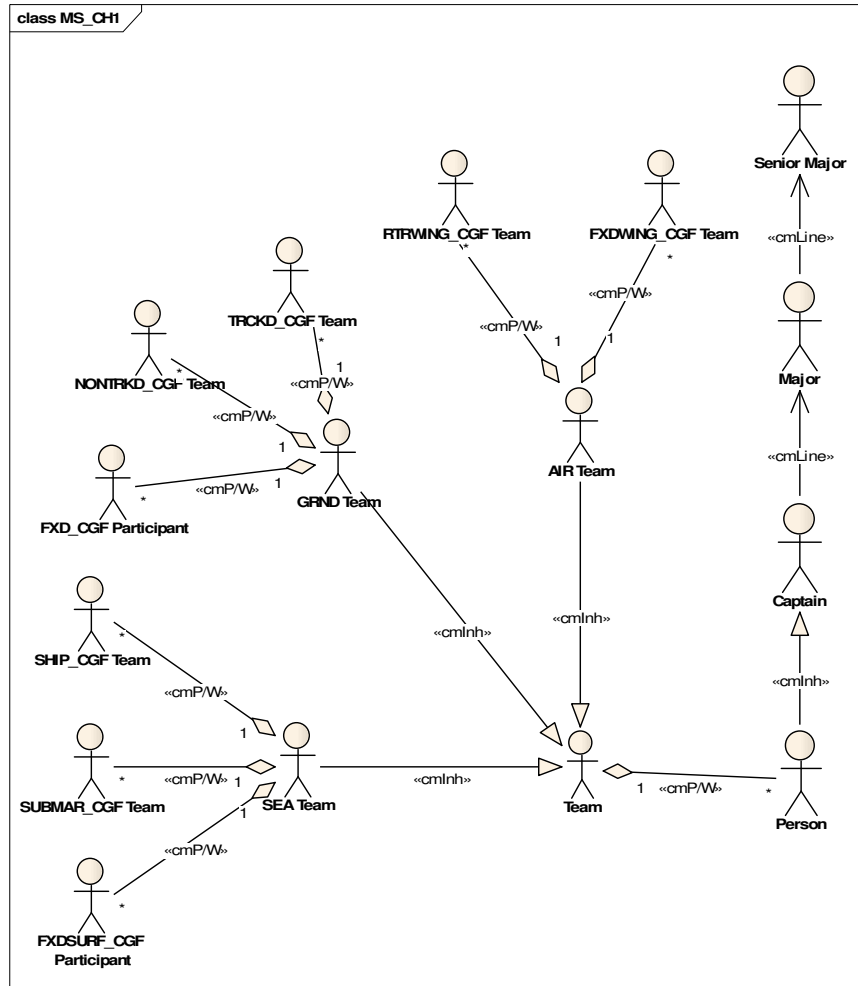 class MS_CH1
Senior Major
«cmLine»
Major
«cmLine»
Captain
«cmInh»
Person
RTRWING_CGF Team
*
«cmP/W»
1
FXDWING_CGF Team
*
«cmP/W»
1
AIR Team
«cmInh»
TRCKD_CGF Team
*
1
«cmP/W»
NONTRKD_CGF Team
*
«cmP/W»
1
FXD_CGF Participant
*
«cmP/W»
1
GRND Team
«cmInh»
SHIP_CGF Team
*
«cmP/W»
1
SUBMAR_CGF Team
*
«cmP/W»
1
SEA Team
«cmInh»
FXDSURF_CGF
Participant
*
«cmP/W»
1
Team
1
«cmP/W»
*